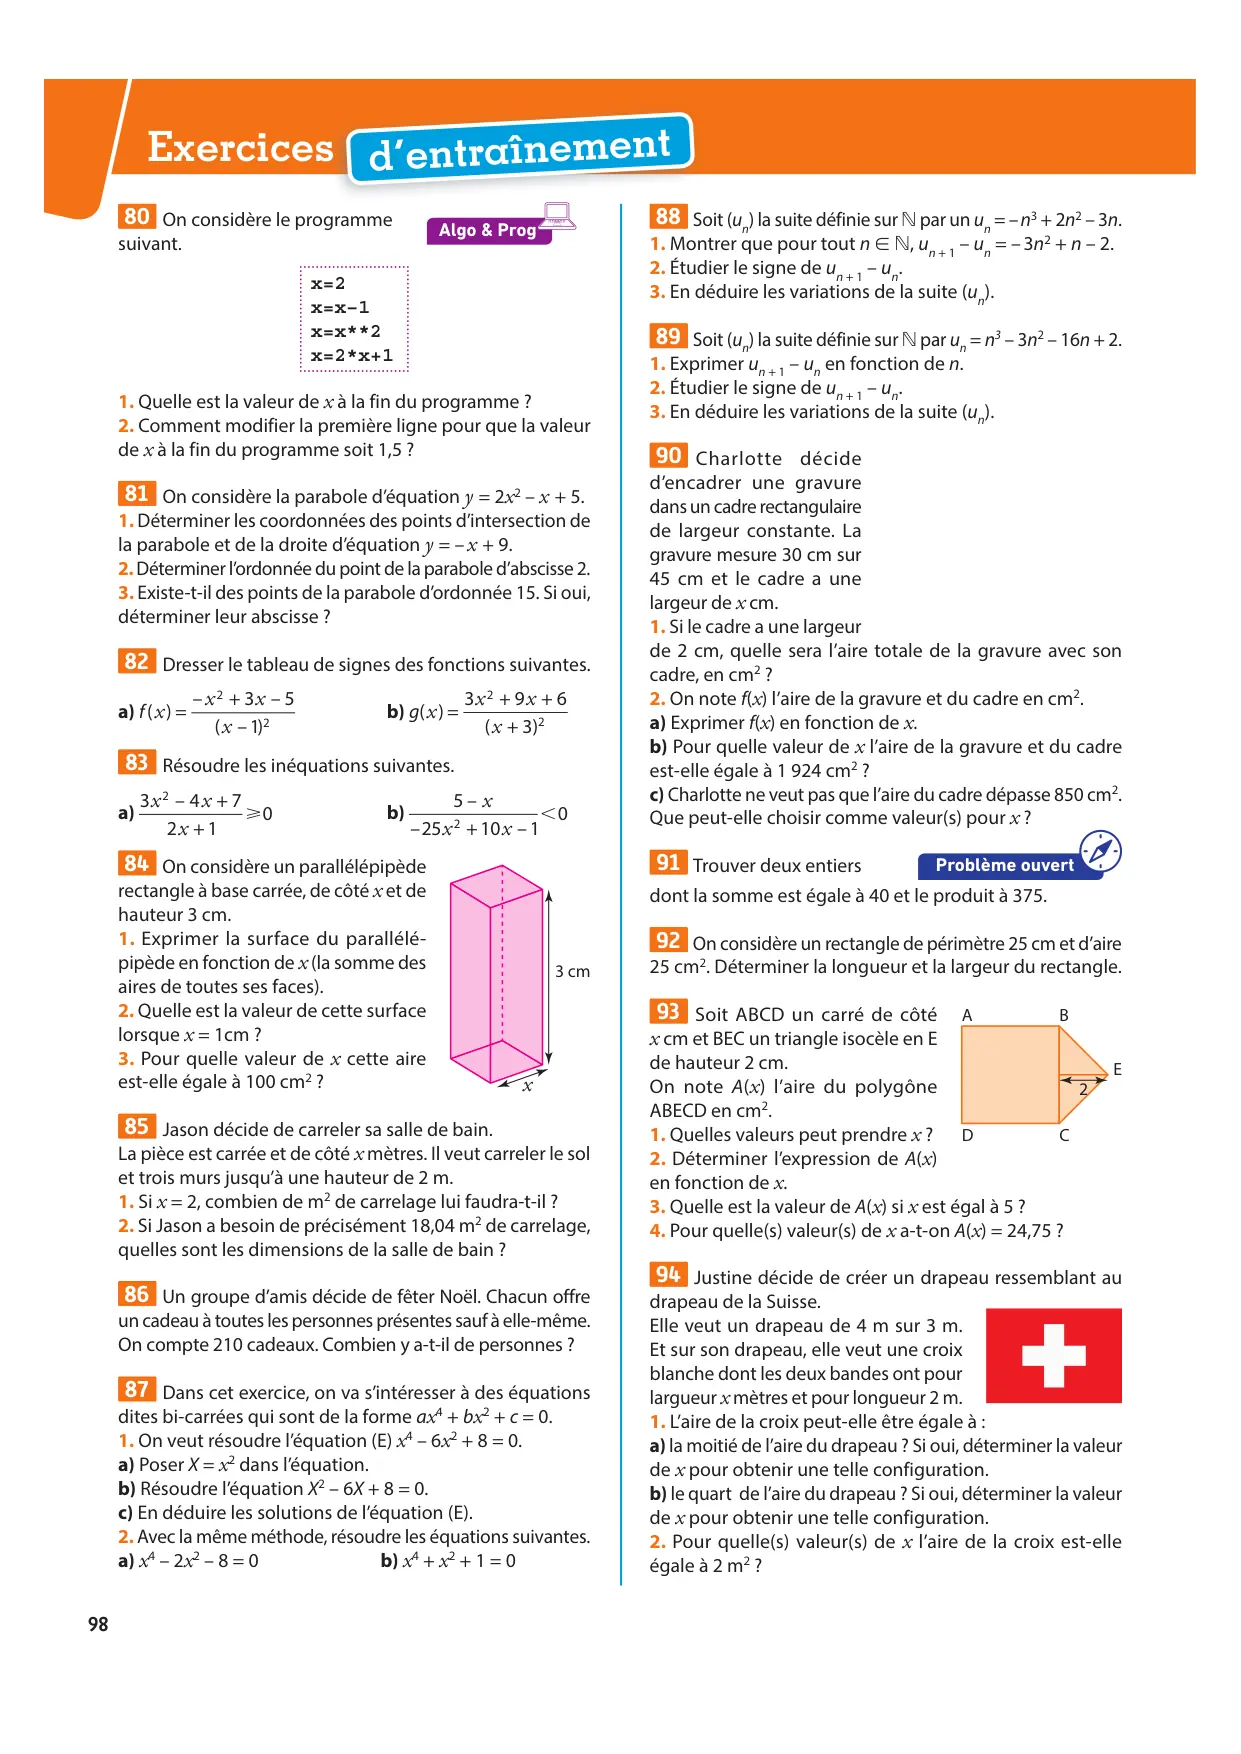 Exercices d'entraînement
80 On considère le programme
suivant.
Algo & Prog
x=2
x=x-1
x=x**2
x=2*x+1
1. Quelle est la valeur de x à la fin du programme ?
2. Comment modifier la première ligne pour que la valeur
de x à la fin du programme soit 1,5 ?
81 On considère la parabole d'équation y = 2x² – x + 5.
1. Déterminer les coordonnées des points d'intersection de
la parabole et de la droite d'équation y = – x + 9.
2. Déterminer l'ordonnée du point de la parabole d'abscisse 2.
3. Existe-t-il des points de la parabole d'ordonnée 15. Si oui,
déterminer leur abscisse ?
82 Dresser le tableau de signes des fonctions suivantes.
a) f(x) = (–x² + 3x – 5)/(x – 1)² b) g(x) = (3x² + 9x + 6)/(x + 3)²
83 Résoudre les inéquations suivantes.
a) (3x² – 4x + 7)/(2x + 1) ⩾ 0 b) (5 – x)/(–25x² + 10x – 1) < 0
84 On considère un parallélépipède
rectangle à base carrée, de côté x et de
hauteur 3 cm.
1. Exprimer la surface du parallélé-
pipède en fonction de x (la somme des
aires de toutes ses faces).
2. Quelle est la valeur de cette surface
lorsque x = 1cm ?
3. Pour quelle valeur de x cette aire
est-elle égale à 100 cm² ?
3 cm
x
85 Jason décide de carreler sa salle de bain.
La pièce est carrée et de côté x mètres. Il veut carreler le sol
et trois murs jusqu'à une hauteur de 2 m.
1. Si x = 2, combien de m² de carrelage lui faudra-t-il ?
2. Si Jason a besoin de précisément 18,04 m² de carrelage,
quelles sont les dimensions de la salle de bain ?
86 Un groupe d'amis décide de fêter Noël. Chacun offre
un cadeau à toutes les personnes présentes sauf à elle-même.
On compte 210 cadeaux. Combien y a-t-il de personnes ?
87 Dans cet exercice, on va s'intéresser à des équations
dites bi-carrées qui sont de la forme ax⁴ + bx² + c = 0.
1. On veut résoudre l'équation (E) x⁴ – 6x² + 8 = 0.
a) Poser X = x² dans l'équation.
b) Résoudre l'équation X² – 6X + 8 = 0.
c) En déduire les solutions de l'équation (E).
2. Avec la même méthode, résoudre les équations suivantes.
a) x⁴ – 2x² – 8 = 0 b) x⁴ + x² + 1 = 0
88 Soit (uₙ) la suite définie sur ℕ par un uₙ = – n³ + 2n² – 3n.
1. Montrer que pour tout n ∈ ℕ, uₙ₊₁ – uₙ = – 3n² + n – 2.
2. Étudier le signe de uₙ₊₁ – uₙ.
3. En déduire les variations de la suite (uₙ).
89 Soit (uₙ) la suite définie sur ℕ par uₙ = n³ – 3n² – 16n + 2.
1. Exprimer uₙ₊₁ – uₙ en fonction de n.
2. Étudier le signe de uₙ₊₁ – uₙ.
3. En déduire les variations de la suite (uₙ).
90 Charlotte décide
d'encadrer une gravure
dans un cadre rectangulaire
de largeur constante. La
gravure mesure 30 cm sur
45 cm et le cadre a une
largeur de x cm.
1. Si le cadre a une largeur
de 2 cm, quelle sera l'aire totale de la gravure avec son
cadre, en cm² ?
2. On note f(x) l'aire de la gravure et du cadre en cm².
a) Exprimer f(x) en fonction de x.
b) Pour quelle valeur de x l'aire de la gravure et du cadre
est-elle égale à 1 924 cm² ?
c) Charlotte ne veut pas que l'aire du cadre dépasse 850 cm².
Que peut-elle choisir comme valeur(s) pour x ?
91 Trouver deux entiers
Problème ouvert
dont la somme est égale à 40 et le produit à 375.
92 On considère un rectangle de périmètre 25 cm et d'aire
25 cm². Déterminer la longueur et la largeur du rectangle.
93 Soit ABCD un carré de côté
x cm et BEC un triangle isocèle en E
de hauteur 2 cm.
On note A(x) l'aire du polygône
ABECD en cm².
1. Quelles valeurs peut prendre x ?
2. Déterminer l'expression de A(x)
en fonction de x.
3. Quelle est la valeur de A(x) si x est égal à 5 ?
4. Pour quelle(s) valeur(s) de x a-t-on A(x) = 24,75 ?
A B
E
2
D C
94 Justine décide de créer un drapeau ressemblant au
drapeau de la Suisse.
Elle veut un drapeau de 4 m sur 3 m.
Et sur son drapeau, elle veut une croix
blanche dont les deux bandes ont pour
largueur x mètres et pour longueur 2 m.
1. L'aire de la croix peut-elle être égale à :
a) la moitié de l'aire du drapeau ? Si oui, déterminer la valeur
de x pour obtenir une telle configuration.
b) le quart de l'aire du drapeau ? Si oui, déterminer la valeur
de x pour obtenir une telle configuration.
2. Pour quelle(s) valeur(s) de x l'aire de la croix est-elle
égale à 2 m² ?
98